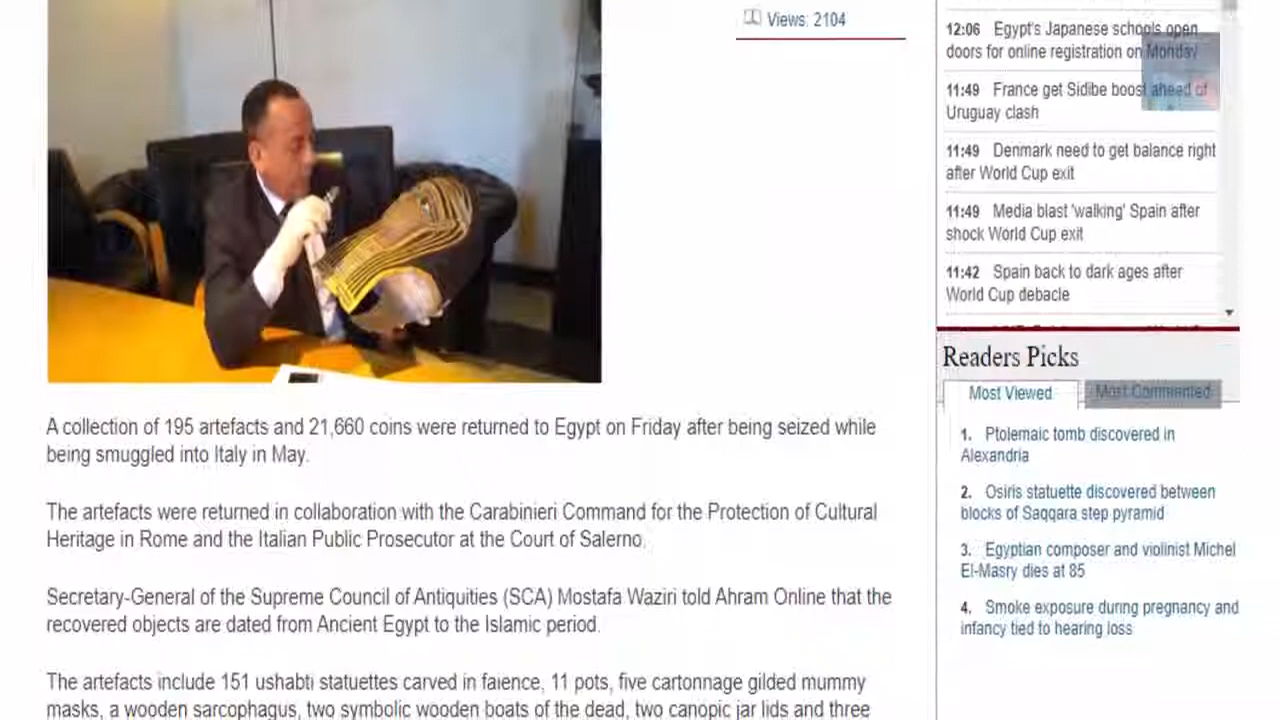 Views: 2104
A collection of 195 artefacts and 21,660 coins were returned to Egypt on Friday after being seized while
being smuggled into Italy in May.
The artefacts were returned in collaboration with the Carabinieri Command for the Protection of Cultural
Heritage in Rome and the Italian Public Prosecutor at the Court of Salerno.
Secretary-General of the Supreme Council of Antiquities (SCA) Mostafa Waziri told Ahram Online that the
recovered objects are dated from Ancient Egypt to the Islamic period.
The artefacts include 151 ushabti statuettes carved in faience, 11 pots, five cartonnage gilded mummy
masks, a wooden sarcophagus, two symbolic wooden boats of the dead, two canopic jar lids and three
12:06 Egypt's Japanese schools open
doors for online registration on Monday
11:49 France get Sidibe boost ahead of
Uruguay clash
11:49 Denmark need to get balance right
after World Cup exit
11:49 Media blast 'walking' Spain after
shock World Cup exit
11:42 Spain back to dark ages after
World Cup debacle
Readers Picks
Most Viewed
Most Commented
1. Ptolemaic tomb discovered in
Alexandria
2. Osiris statuette discovered between
blocks of Saqqara step pyramid
3. Egyptian composer and violinist Michel
El-Masry dies at 85
4. Smoke exposure during pregnancy and
infancy tied to hearing loss